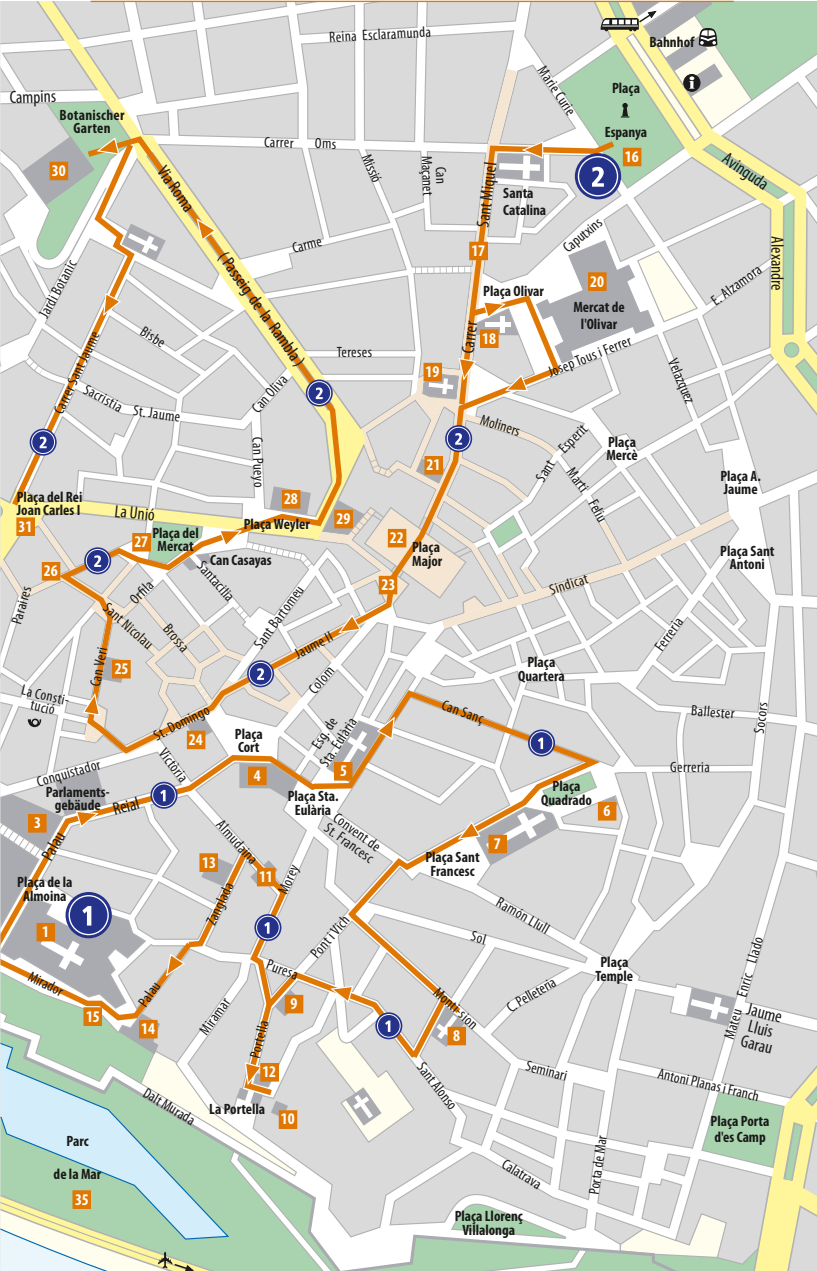 Reina Esclaramunda
Bahnhof
i
Marie Curie
Plaça
Espanya
16
2
Campins
Botanischer
Garten
30
Carrer Oms
Missió
Can
Maçanet
Sant Miquel
Santa
Catalina
Avinguda
Alexandre
Via Roma
( Passeig de la Rambla )
Carme
17
Caputxins
20
Mercat de
l'Olivar
E. Alzamora
Plaça Olivar
18
Carrer
Josep Tous i Ferrer
Velazquez
Jardí Botanic
Bisbe
Tereses
19
Carrer Sant Jaume
Sacristia
St. Jaume
Can Oliva
2
2
2
Moliners
Sant Esperit
Plaça
Mercè
Martí Feliu
Can Pueyo
21
Plaça A.
Jaume
Plaça del Rei
Joan Carles I
31
La Unió
28
Plaça Weyler
29
27
Plaça del
Mercat
22
Plaça
Major
Plaça Sant
Antoni
26
2
Can Casayas
Santacilia
Orfila
23
Sindicat
Paraires
Sant Nicolau
Brossa
Sant Bartomeu
Jaume II
Ferreria
25
Can Veri
2
Colom
Plaça
Quartera
La Consti-
tució
St. Domingo
24
Can Sanç
Ballester
Socors
Plaça
Cort
Esg. de
Sta. Eulària
1
Conquistador
Victòria
4
5
Gerreria
Parlaments-
gebäude
Reial
1
Plaça Sta.
Eulària
Plaça
Quadrado
6
3
Palau
Almudaina
Convent de
St. Francesc
7
13
11
Plaça Sant
Francesc
Plaça de la
Almoina
1
1
Zanglada
Morey
Ramón Llull
1
Pont i Vich
Sol
Plaça
Temple
Enric Llado
Mirador
Palau
Puresa
Monti-sion
C. Pelleteria
Mateu
Jaume
Lluis
Garau
15
14
Miramar
9
1
8
Portella
Sant Alonso
Seminari
Antoni Planas i Franch
12
La Portella
10
Dalt Murada
Plaça Porta
d'es Camp
Parc
de la Mar
35
Calatrava
Porta de Mar
Plaça Llorenç
Villalonga